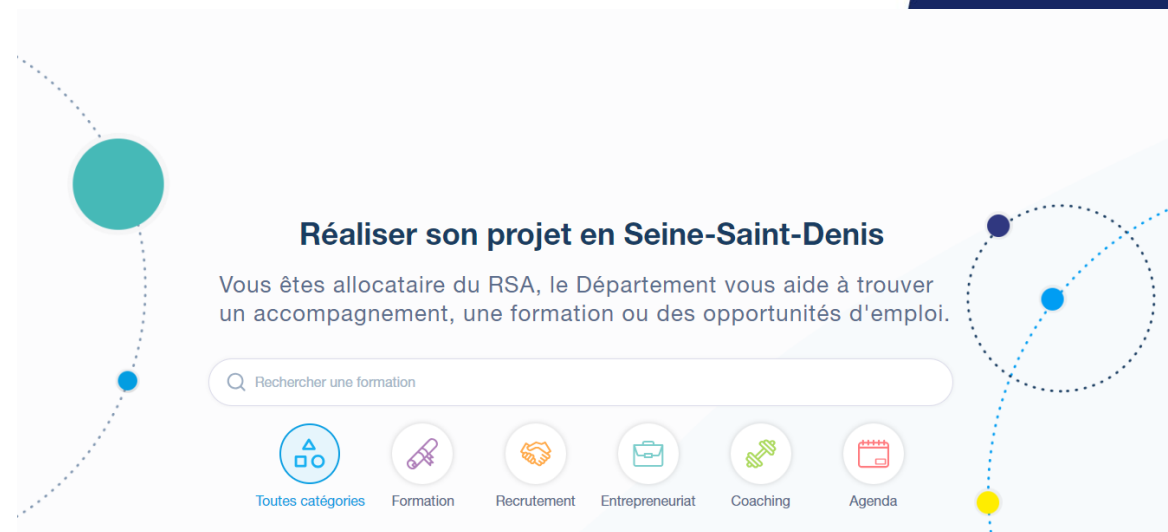 Réaliser son projet en Seine-Saint-Denis
Vous êtes allocataire du RSA, le Département vous aide à trouver
un accompagnement, une formation ou des opportunités d'emploi.
Rechercher une formation
Toutes catégories Formation Recrutement Entrepreneuriat Coaching Agenda